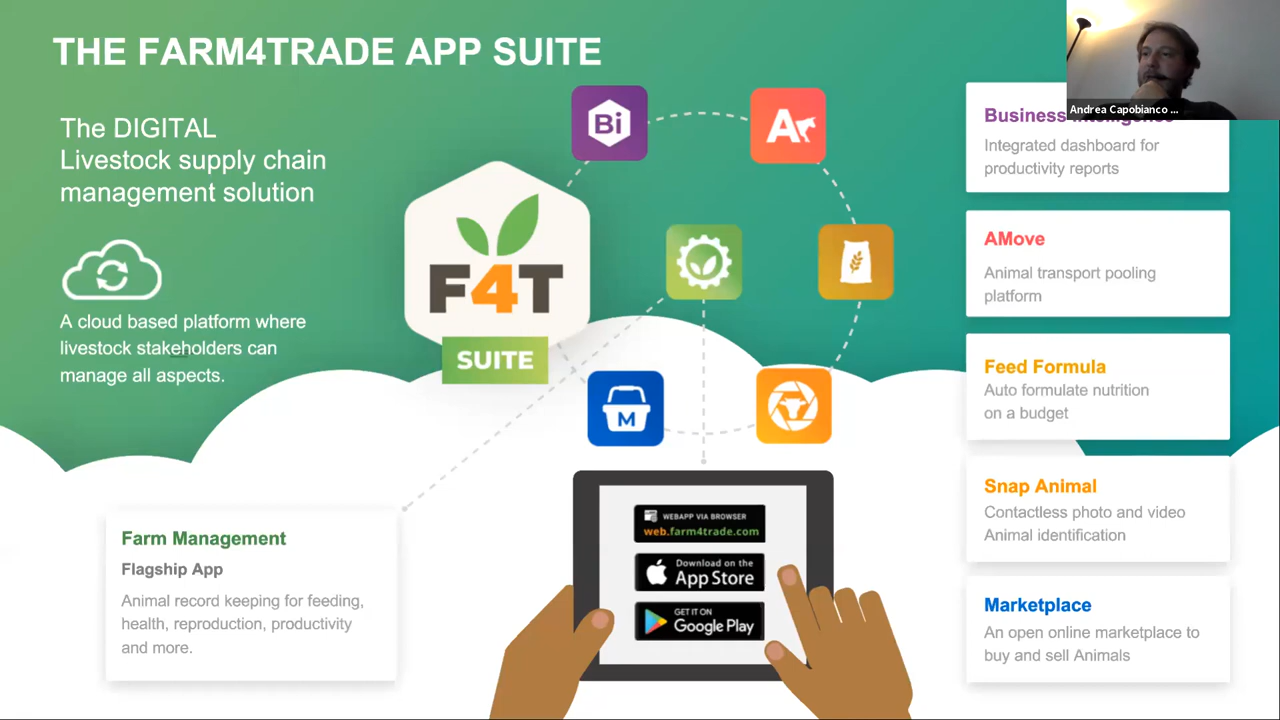 THE FARM4TRADE APP SUITE
The DIGITAL
Livestock supply chain
management solution
A cloud based platform where
livestock stakeholders can
manage all aspects.
F4T
SUITE
Bi
A
M
Farm Management
Flagship App
Animal record keeping for feeding,
health, reproduction, productivity
and more.
WEBAPP VIA BROWSER
web.farm4trade.com
Download on the
App Store
GET IT ON
Google Play
Andrea Capobianco ...
Business Intelligence
Integrated dashboard for
productivity reports
AMove
Animal transport pooling
platform
Feed Formula
Auto formulate nutrition
on a budget
Snap Animal
Contactless photo and video
Animal identification
Marketplace
An open online marketplace to
buy and sell Animals